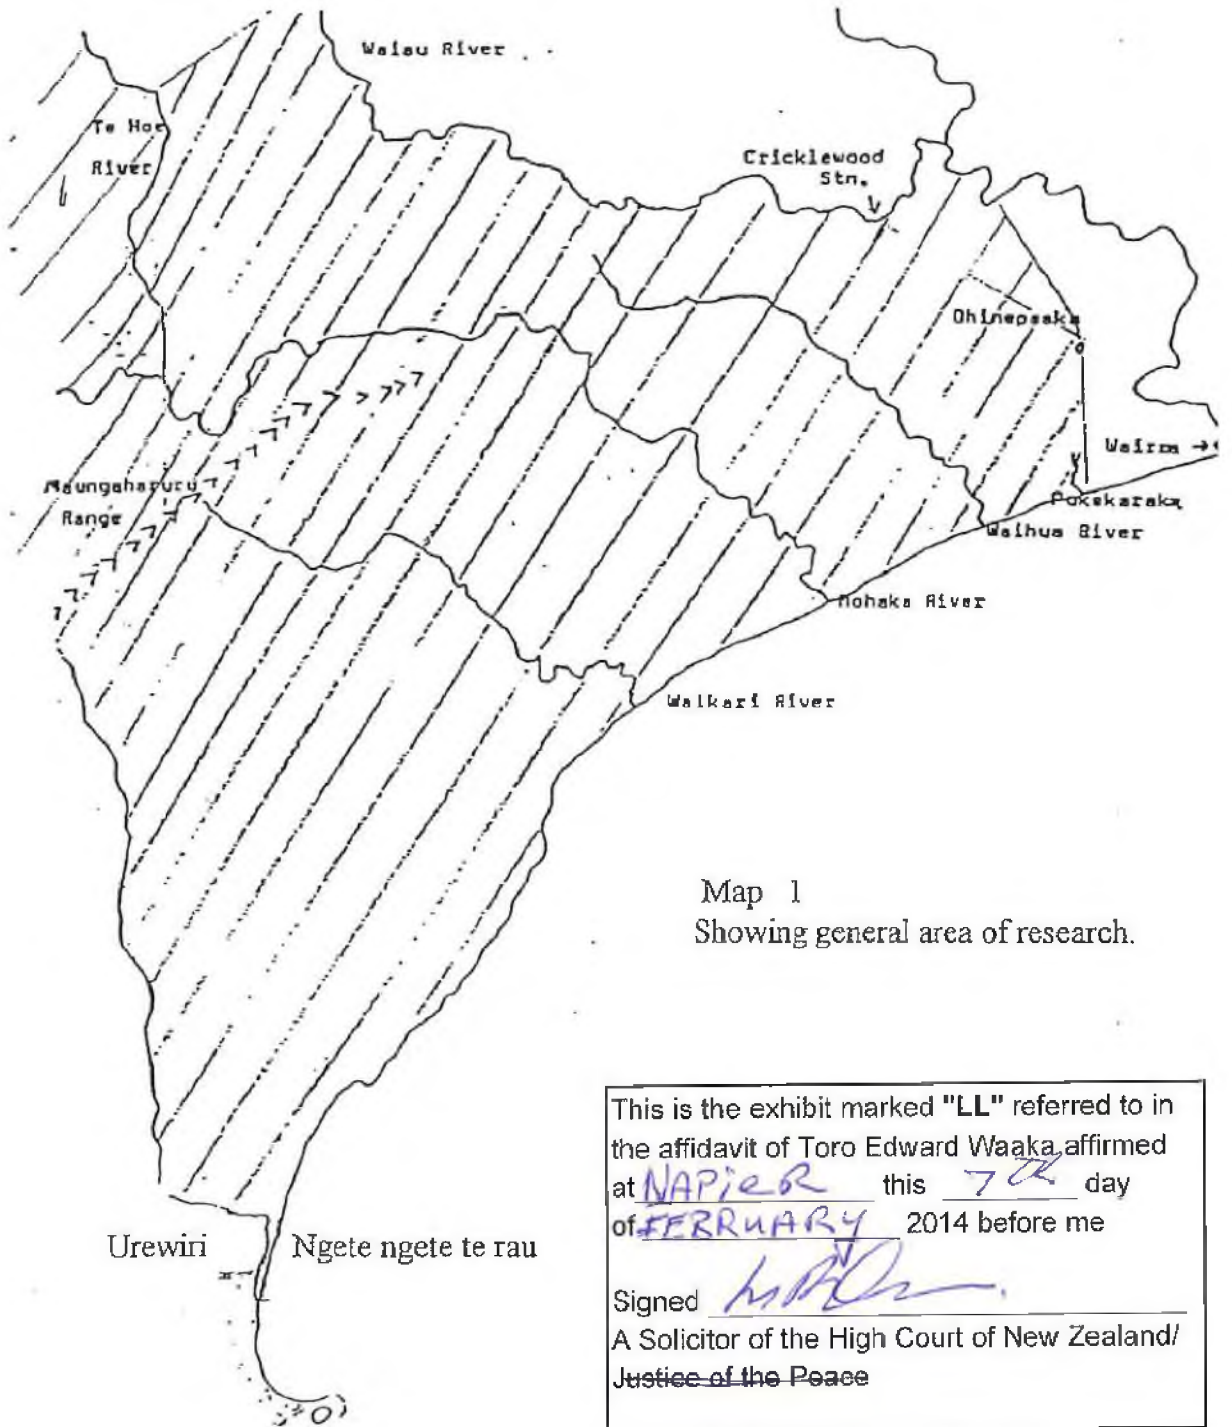 Waiau River
Te Hoe
River
Cricklewood
Stn.
Ohinepaaka
Wairoa →
Maungaharuru
Range
Pukekaraka
Waihua River
Mohaka River
Waikari River
Map 1
Showing general area of research.
Urewiri
Ngete ngete te rau
This is the exhibit marked "LL" referred to in
the affidavit of Toro Edward Waaka affirmed
at NAPIER this 7th day
of FEBRUARY 2014 before me
Signed
A Solicitor of the High Court of New Zealand/
Justice of the Peace